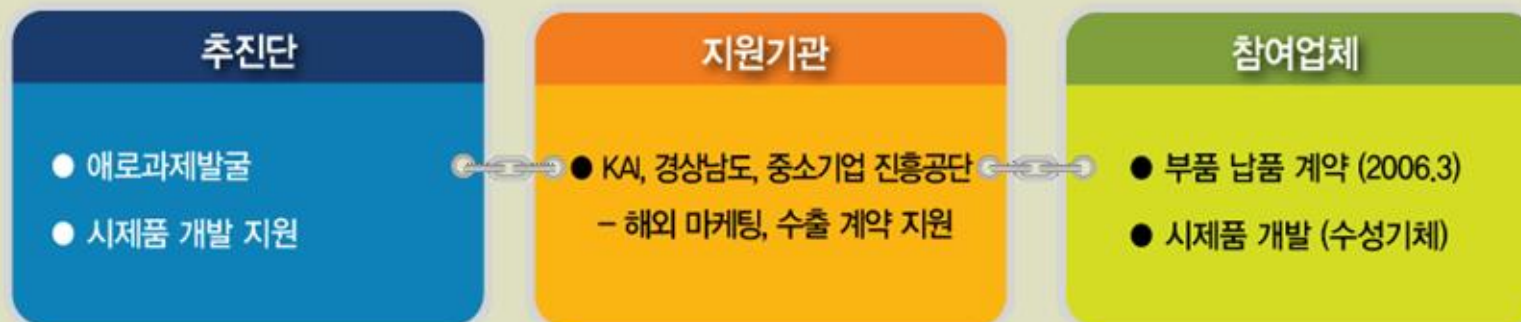 추진단
● 애로과제발굴
● 시제품 개발 지원
지원기관
● KAI, 경상남도, 중소기업 진흥공단
– 해외 마케팅, 수출 계약 지원
참여업체
● 부품 납품 계약 (2006.3)
● 시제품 개발 (수성기체)